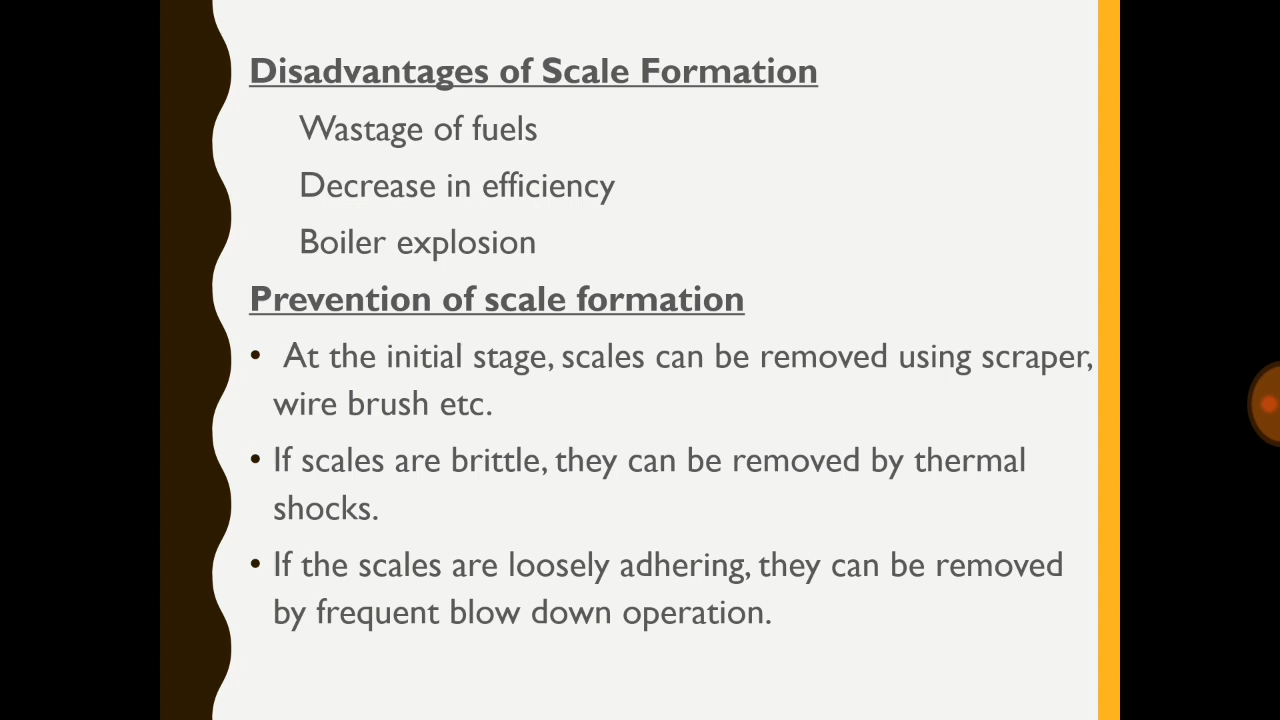 Disadvantages of Scale Formation
Wastage of fuels
Decrease in efficiency
Boiler explosion
Prevention of scale formation
• At the initial stage, scales can be removed using scraper,
wire brush etc.
• If scales are brittle, they can be removed by thermal
shocks.
• If the scales are loosely adhering, they can be removed
by frequent blow down operation.